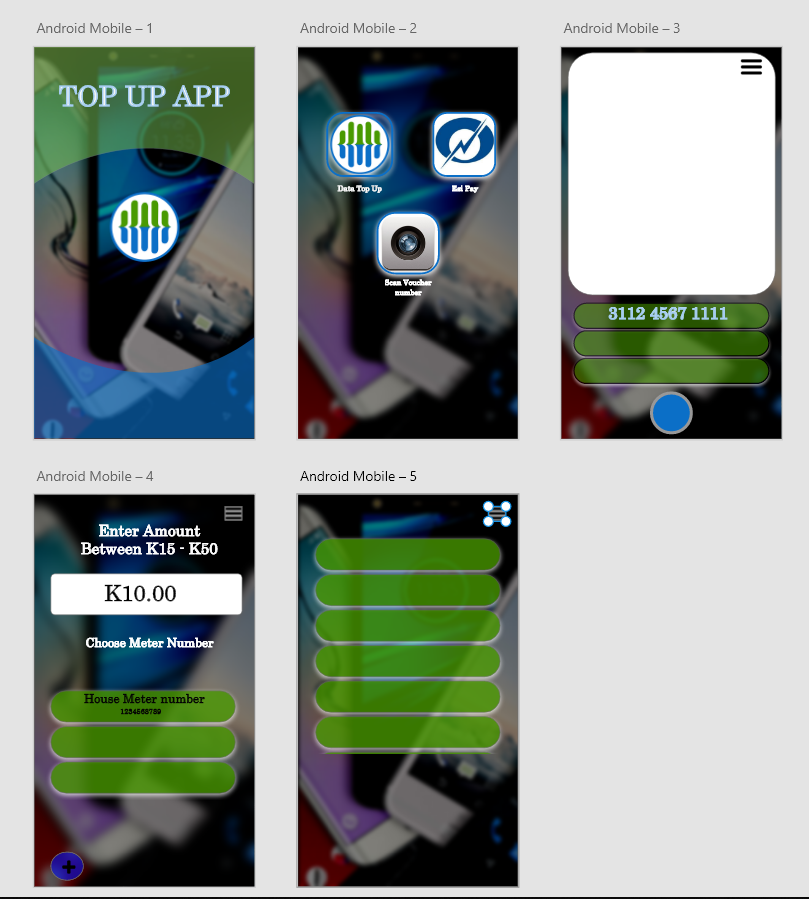 Android Mobile – 1
TOP UP APP
Android Mobile – 2
Data Top Up
Esi Pay
Scan Voucher
number
Android Mobile – 3
3112 4567 1111
Android Mobile – 4
Enter Amount
Between K15 - K50
K10.00
Choose Meter Number
House Meter number
Android Mobile – 5